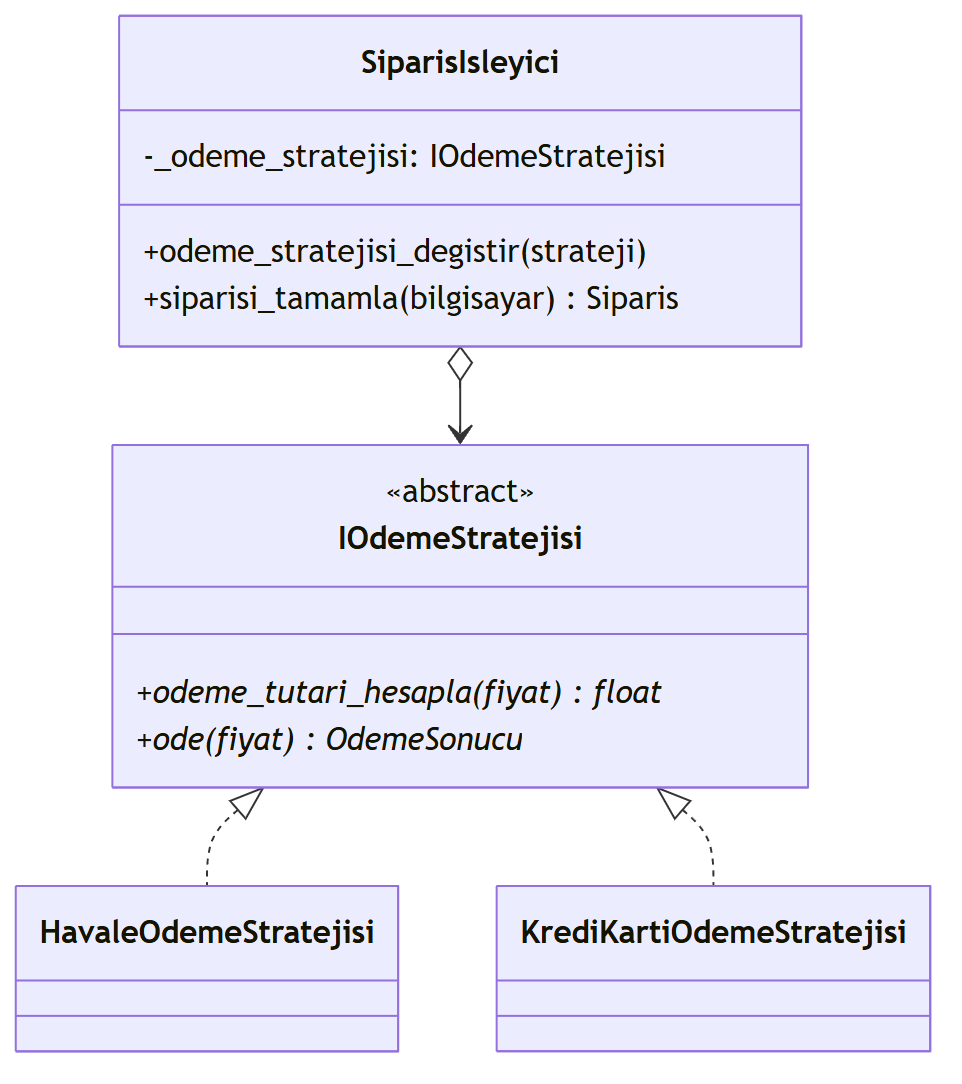 SiparisIsleyici
-_odeme_stratejisi: IOdemeStratejisi
+odeme_stratejisi_degistir(strateji)
+siparisi_tamamla(bilgisayar) : Siparis
«abstract»
IOdemeStratejisi
+odeme_tutari_hesapla(fiyat) : float
+ode(fiyat) : OdemeSonucu
HavaleOdemeStratejisi
KrediKartiOdemeStratejisi